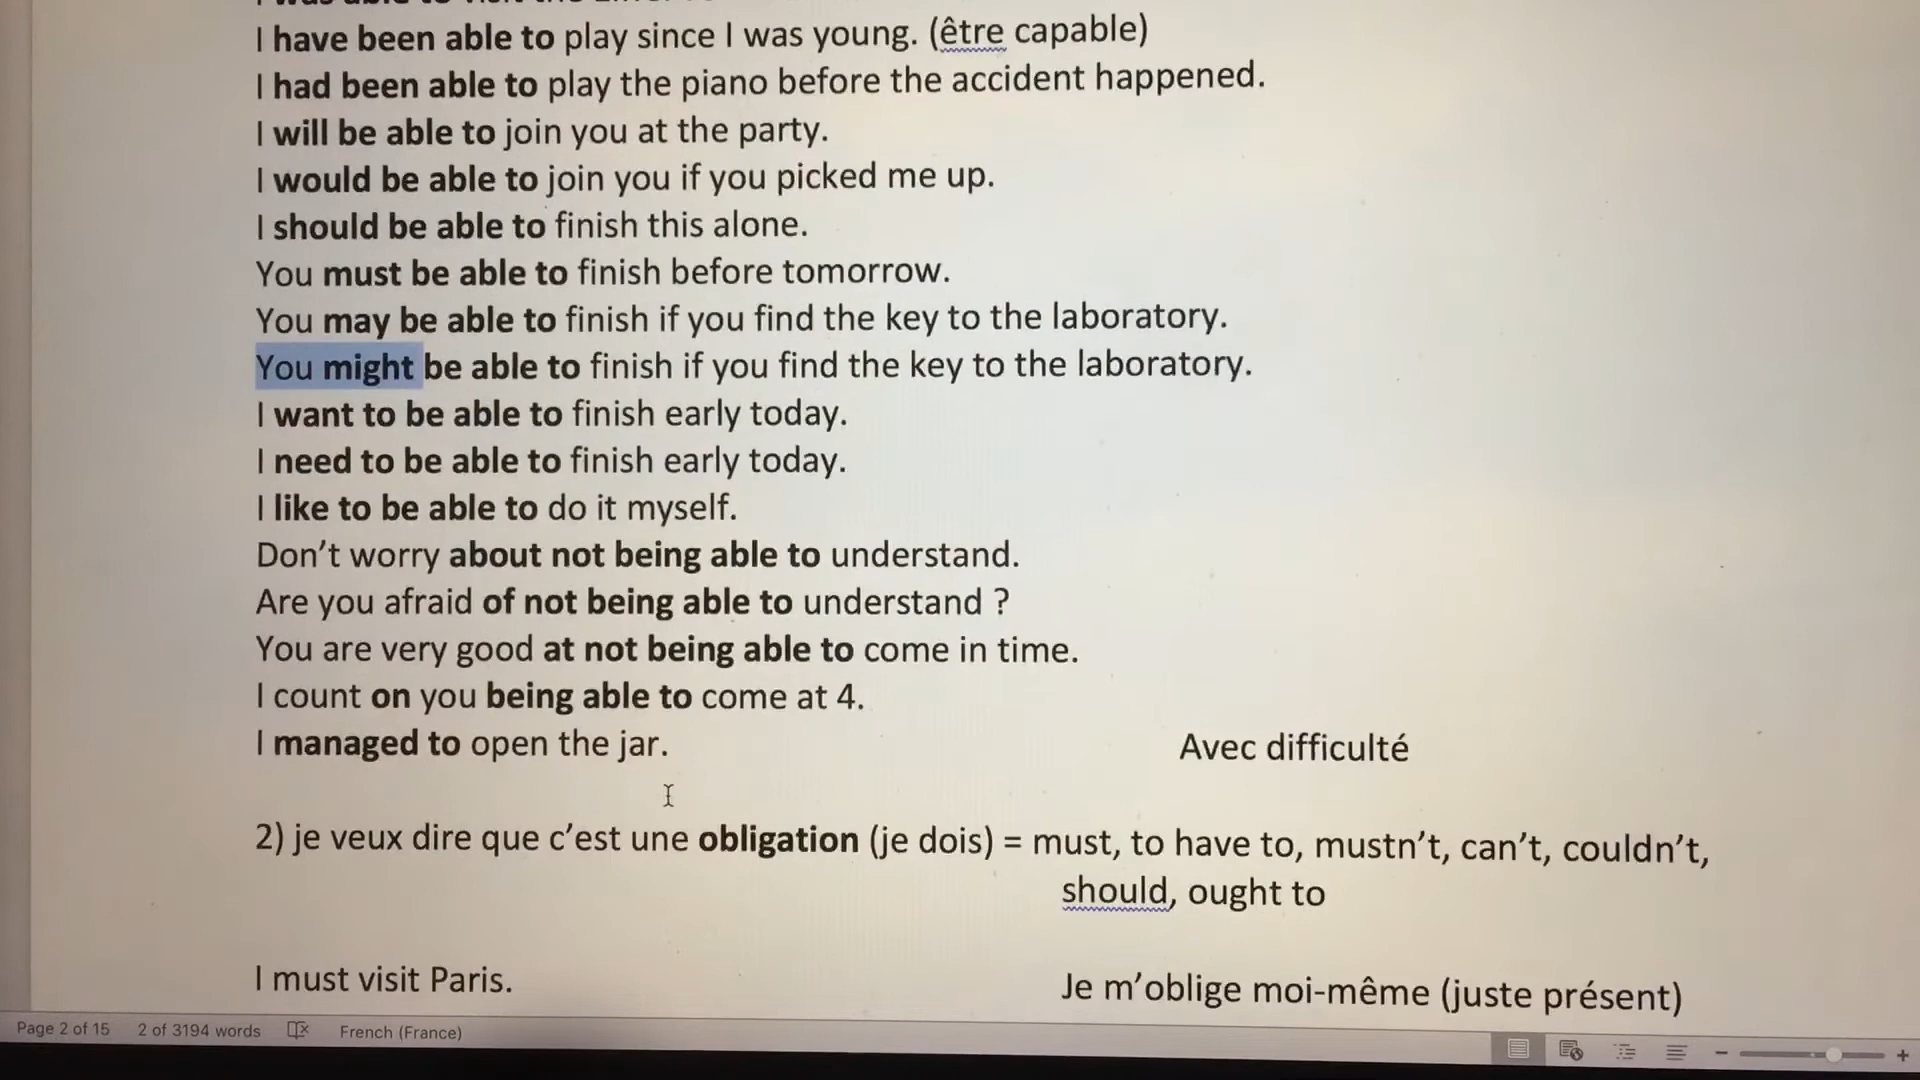 I have been able to play since I was young. (être capable)
I had been able to play the piano before the accident happened.
I will be able to join you at the party.
I would be able to join you if you picked me up.
I should be able to finish this alone.
You must be able to finish before tomorrow.
You may be able to finish if you find the key to the laboratory.
You might be able to finish if you find the key to the laboratory.
I want to be able to finish early today.
I need to be able to finish early today.
I like to be able to do it myself.
Don't worry about not being able to understand.
Are you afraid of not being able to understand ?
You are very good at not being able to come in time.
I count on you being able to come at 4.
I managed to open the jar. Avec difficulté
2) je veux dire que c'est une obligation (je dois) = must, to have to, mustn't, can't, couldn't,
should, ought to
I must visit Paris. Je m'oblige moi-même (juste présent)
Page 2 of 15 2 of 3194 words French (France)